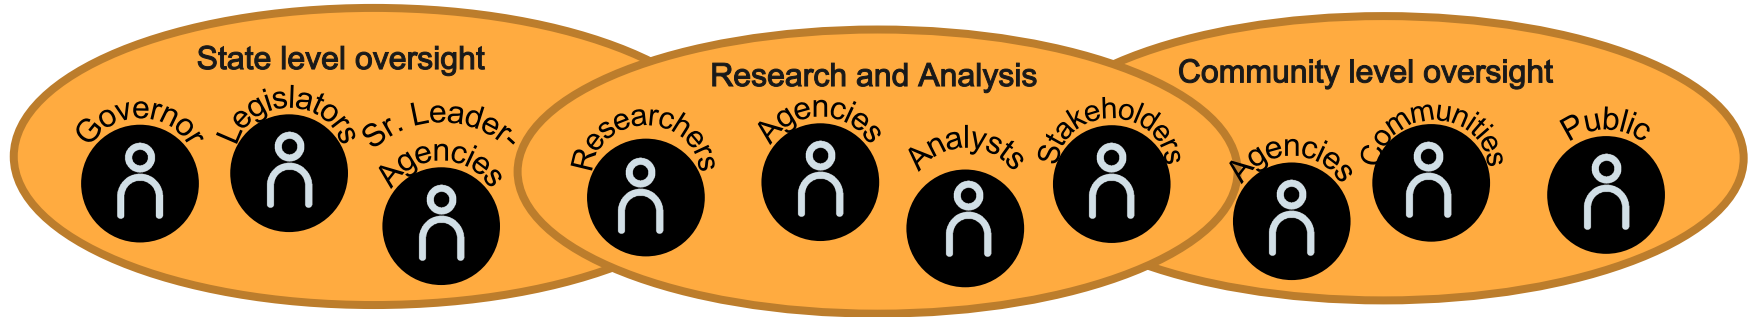 State level oversight
Governor
Legislators
Sr. Leader-
Agencies
Research and Analysis
Researchers
Agencies
Analysts
Stakeholders
Community level oversight
Agencies
Communities
Public